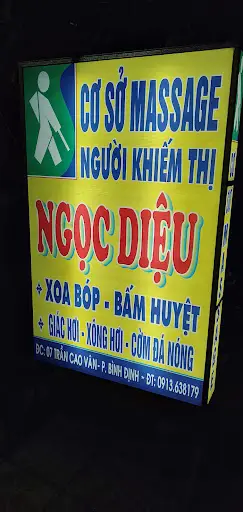 CƠ SỞ MASSAGE
NGƯỜI KHIẾM THỊ
NGỌC DIỆU
+ XOA BÓP - BẤM HUYỆT
+ GIÁC HƠI - XÔNG HƠI - CỜM ĐÁ NÓNG
ĐC: 07 TRẦN CAO VÂN- P. BÌNH ĐỊNH - ĐT: 0913.638179